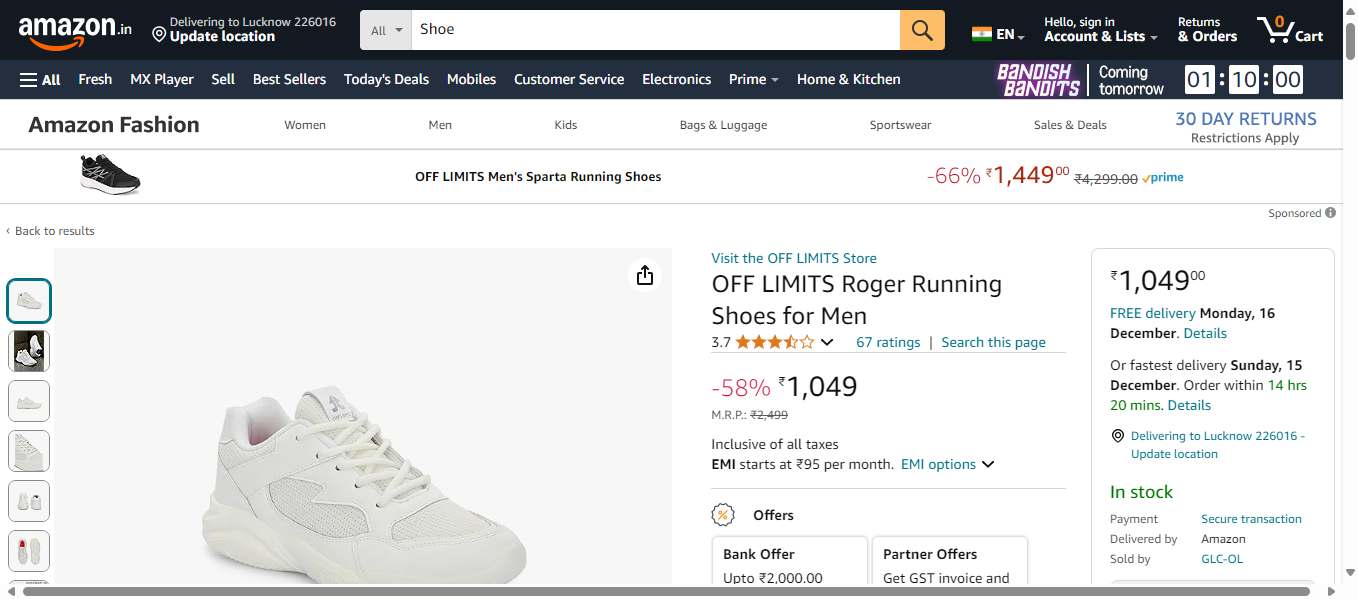 amazon.in
Delivering to Lucknow 226016
Update location
All
Shoe
EN
Hello, sign in
Account & Lists
Returns
& Orders
0
Cart
All
Fresh
MX Player
Sell
Best Sellers
Today's Deals
Mobiles
Customer Service
Electronics
Prime
Home & Kitchen
BANDISH
BANDITS
Coming
tomorrow
01 : 10 : 00
Amazon Fashion
Women
Men
Kids
Bags & Luggage
Sportswear
Sales & Deals
30 DAY RETURNS
Restrictions Apply
OFF LIMITS Men's Sparta Running Shoes
-66% ₹1,44900 ₹4,299.00 prime
Sponsored
‹ Back to results
Visit the OFF LIMITS Store
OFF LIMITS Roger Running
Shoes for Men
3.7
67 ratings | Search this page
-58% ₹1,049
M.R.P.: ₹2,499
Inclusive of all taxes
EMI starts at ₹95 per month. EMI options
Offers
Bank Offer
Upto ₹2,000.00
Partner Offers
Get GST invoice and
₹1,04900
FREE delivery Monday, 16
December. Details
Or fastest delivery Sunday, 15
December. Order within 14 hrs
20 mins. Details
Delivering to Lucknow 226016 -
Update location
In stock
Payment
Secure transaction
Delivered by
Amazon
Sold by
GLC-OL